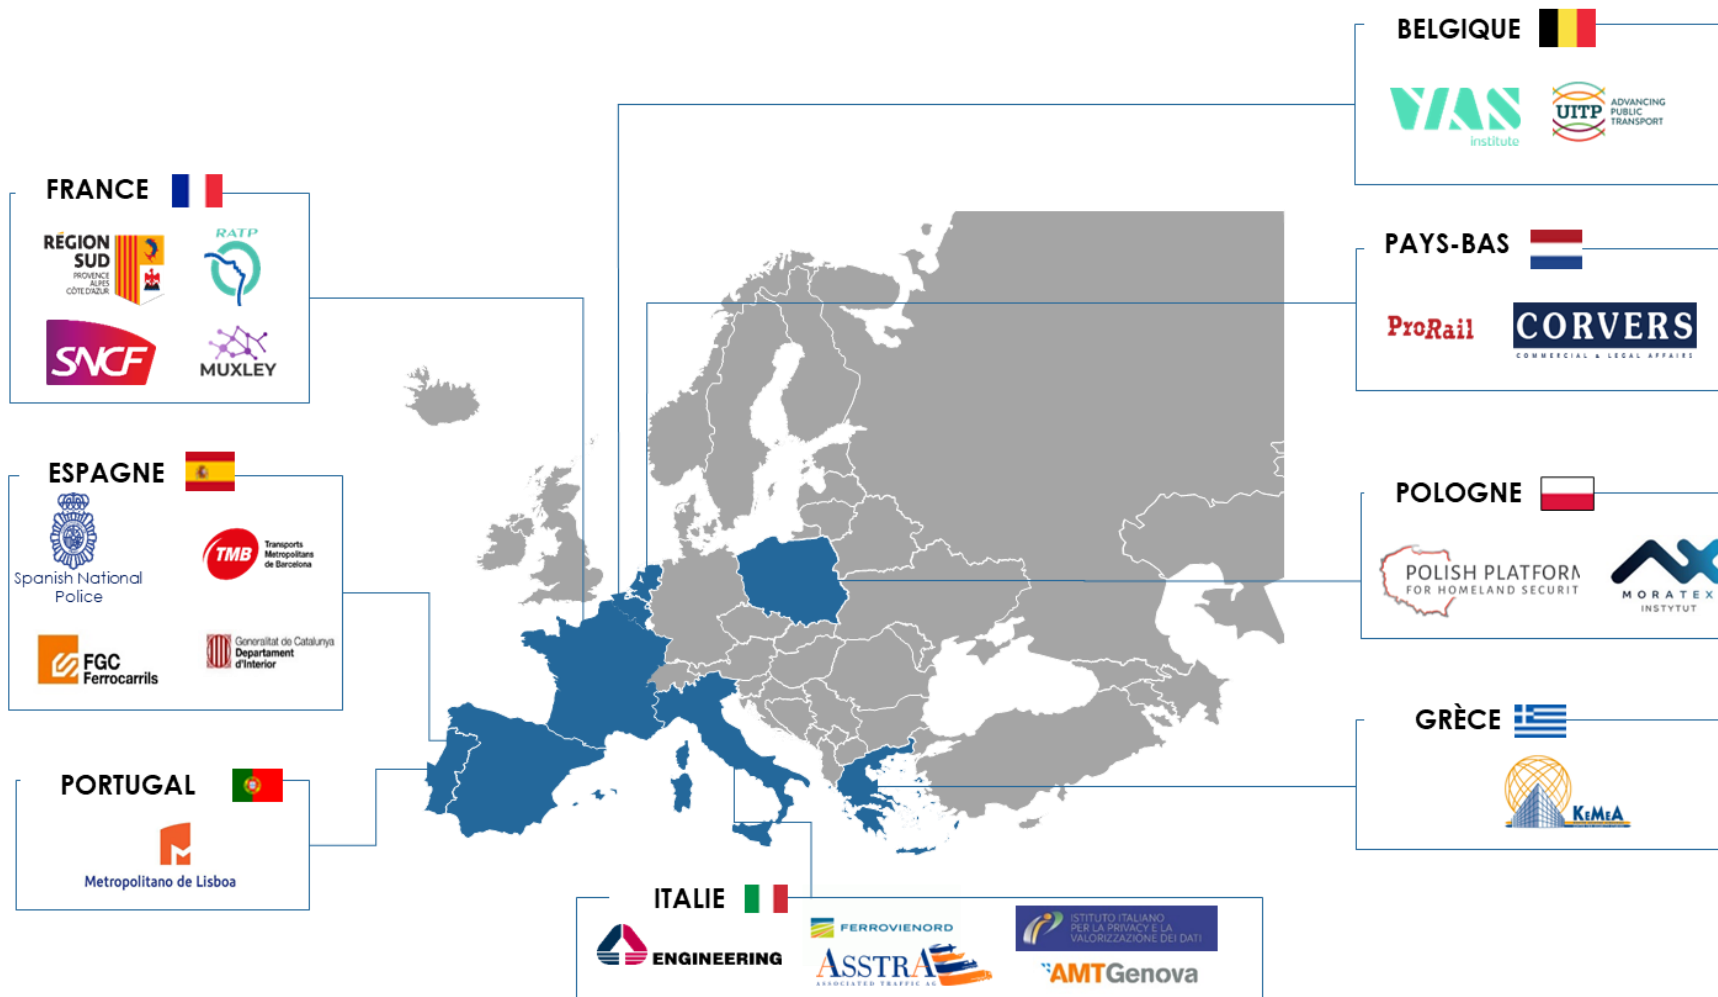 BELGIQUE
VIAS
institute
UITP
ADVANCING
PUBLIC
TRANSPORT
FRANCE
RÉGION
SUD
PROVENCE
ALPES
CÔTE D'AZUR
RATP
SNCF
MUXLEY
PAYS-BAS
ProRail
CORVERS
COMMERCIAL & LEGAL AFFAIRS
ESPAGNE
Spanish National
Police
TMB
Transports
Metropolitans
de Barcelona
FGC
Ferrocarrils
Generalitat de Catalunya
Departament
d'Interior
POLOGNE
POLISH PLATFORM
FOR HOMELAND SECURIT
MORATEX
INSTYTUT
GRÈCE
KEMEA
PORTUGAL
Metropolitano de Lisboa
ITALIE
ENGINEERING
FERROVIENORD
ASSTRA
ASSOCIATED TRAFFIC AG
ISTITUTO ITALIANO
PER LA PRIVACY E LA
VALORIZZAZIONE DEI DATI
AMTGenova